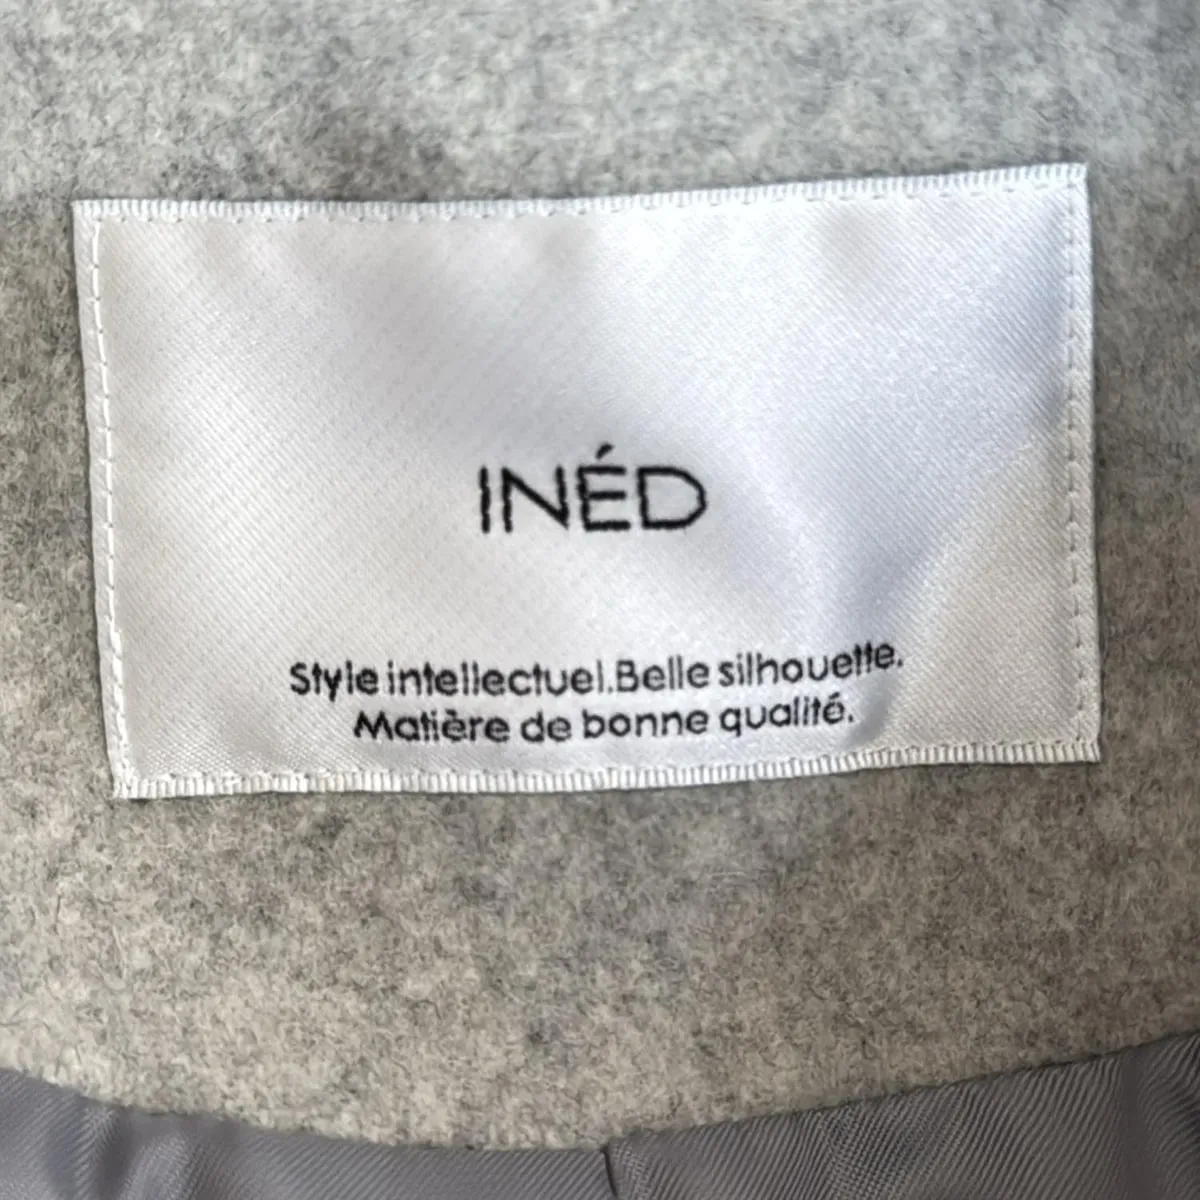 INÉD
Style intellectuel.Belle silhouette.
Matière de bonne qualité.